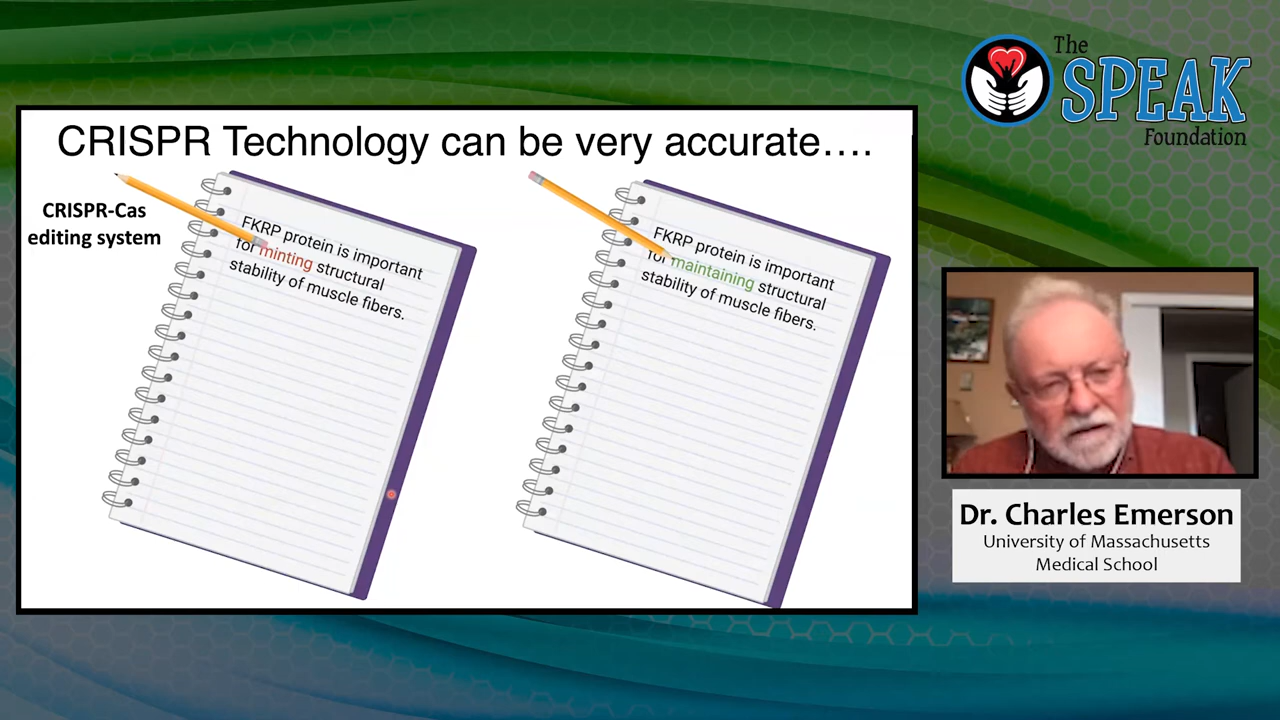 The
SPEAK
Foundation
CRISPR Technology can be very accurate….
CRISPR-Cas
editing system
FKRP protein is important
for minting structural
stability of muscle fibers.
FKRP protein is important
for maintaining structural
stability of muscle fibers.
Dr. Charles Emerson
University of Massachusetts
Medical School